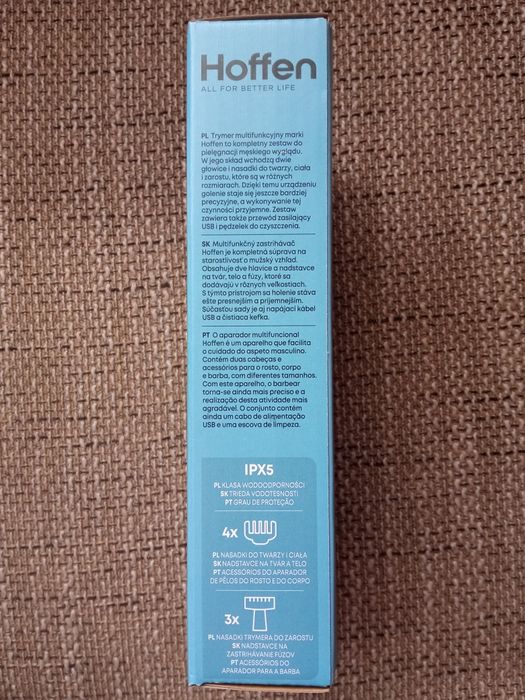 Hoffen
ALL FOR BETTER LIFE
PL Trymer multifunkcyjny marki
Hoffen to kompletny zestaw do
pielęgnacji męskiego wyglądu.
W jego skład wchodzą dwie
głowice i nasadki do twarzy, ciała
i zarostu, które są w różnych
rozmiarach. Dzięki temu urządzeniu
golenie staje się jeszcze bardziej
precyzyjne, a wykonywanie tej
czynności przyjemne. Zestaw
zawiera także przewód zasilający
USB i pędzelek do czyszczenia.
SK Multifunkčný zastrihávač
Hoffen je kompletná súprava na
starostlivosť o mužský vzhľad.
Obsahuje dve hlavice a nadstavce
na tvár, telo a fúzy, ktoré sa
dodávajú v rôznych veľkostiach.
S týmto prístrojom sa holenie stáva
ešte presnejším a príjemnejším.
Súčasťou sady je aj napájací kábel
USB a čistiaca kefka.
PT O aparador multifuncional
Hoffen é um aparelho que facilita
o cuidado do aspeto masculino.
Contém duas cabeças e
acessórios para o rosto, corpo
e barba, com diferentes tamanhos.
Com este aparelho, o barbear
torna-se ainda mais preciso e a
realização desta atividade mais
agradável. O conjunto contém
ainda um cabo de alimentação
USB e uma escova de limpeza.
IPX5
PL KLASA WODOODPORNOŚCI
SK TRIEDA VODOTESNOSTI
PT GRAU DE PROTEÇÃO
4x
PL NASADKI DO TWARZY I CIAŁA
SK NADSTAVCE NA TVÁR A TELO
PT ACESSÓRIOS DO APARADOR
DE PÊLOS DO ROSTO E DO CORPO
3x
PL NASADKI TRYMERA DO ZAROSTU
SK NADSTAVCE NA
ZASTRIHÁVANIE FÚZOV
PT ACESSÓRIOS DO
APARADOR PARA A BARBA